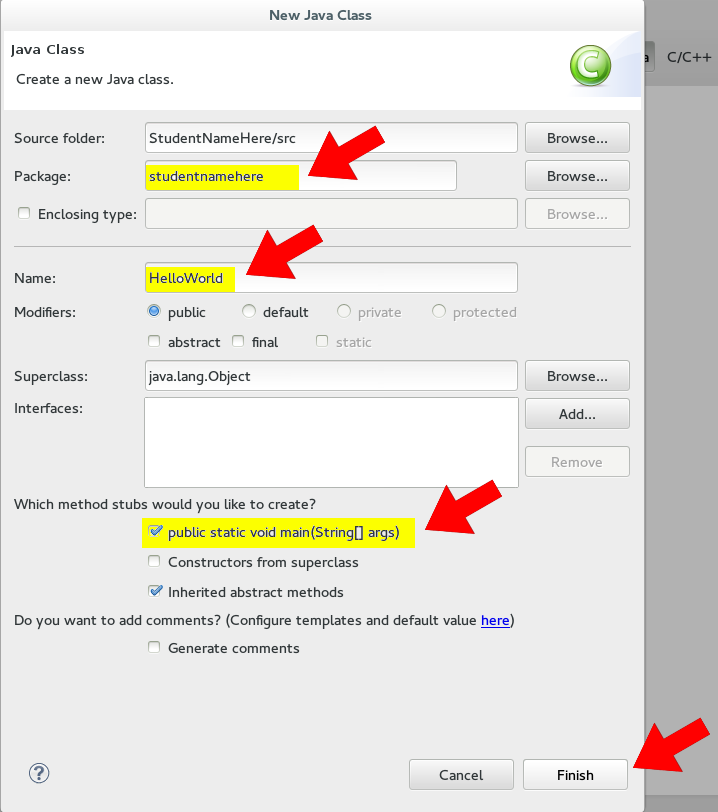 New Java Class
Java Class
Create a new Java class.
C
C/C++
Source folder: StudentNameHere/src Browse...
Package: studentnamehere Browse...
Enclosing type: Browse...
Name: HelloWorld
Modifiers: public default private protected
abstract final static
Superclass: java.lang.Object Browse...
Interfaces: Add...
Remove
Which method stubs would you like to create?
public static void main(String[] args)
Constructors from superclass
Inherited abstract methods
Do you want to add comments? (Configure templates and default value here)
Generate comments
? Cancel Finish